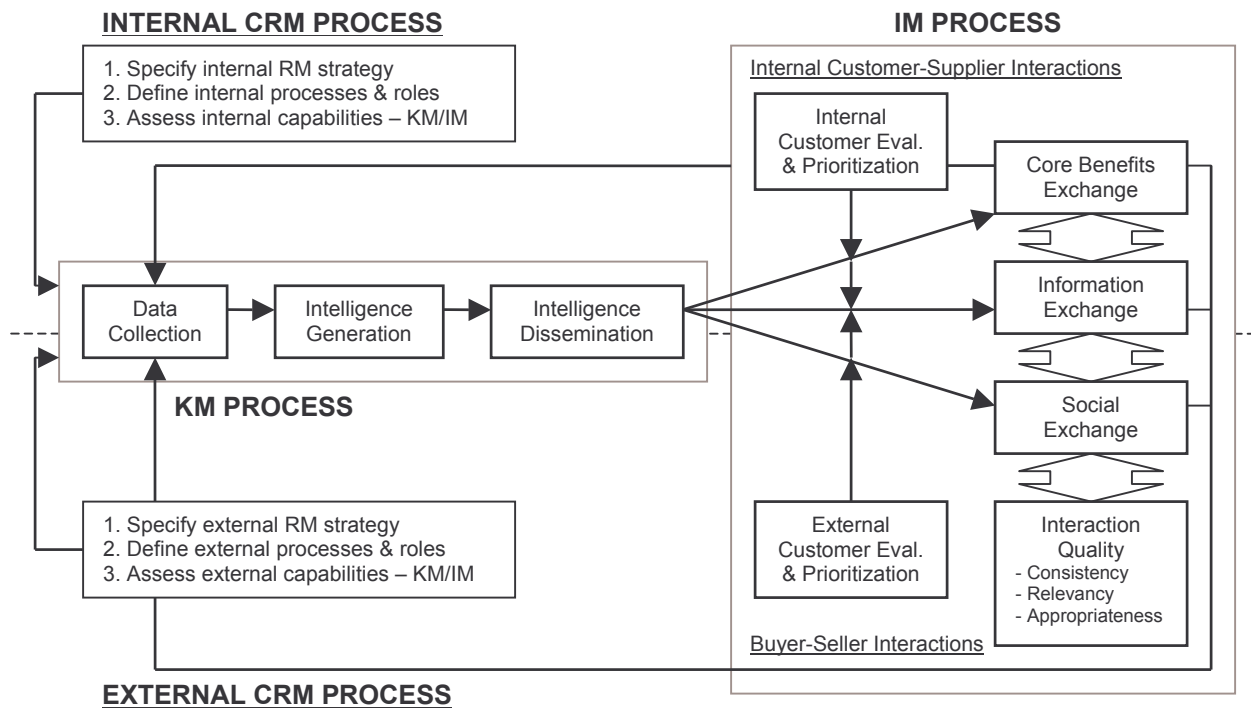 INTERNAL CRM PROCESS
1. Specify internal RM strategy
2. Define internal processes & roles
3. Assess internal capabilities – KM/IM
IM PROCESS
Internal Customer-Supplier Interactions
Internal
Customer Eval.
& Prioritization
Core Benefits
Exchange
Data
Collection
Intelligence
Generation
Intelligence
Dissemination
Information
Exchange
KM PROCESS
Social
Exchange
1. Specify external RM strategy
2. Define external processes & roles
3. Assess external capabilities – KM/IM
External
Customer Eval.
& Prioritization
Interaction
Quality
- Consistency
- Relevancy
- Appropriateness
Buyer-Seller Interactions
EXTERNAL CRM PROCESS